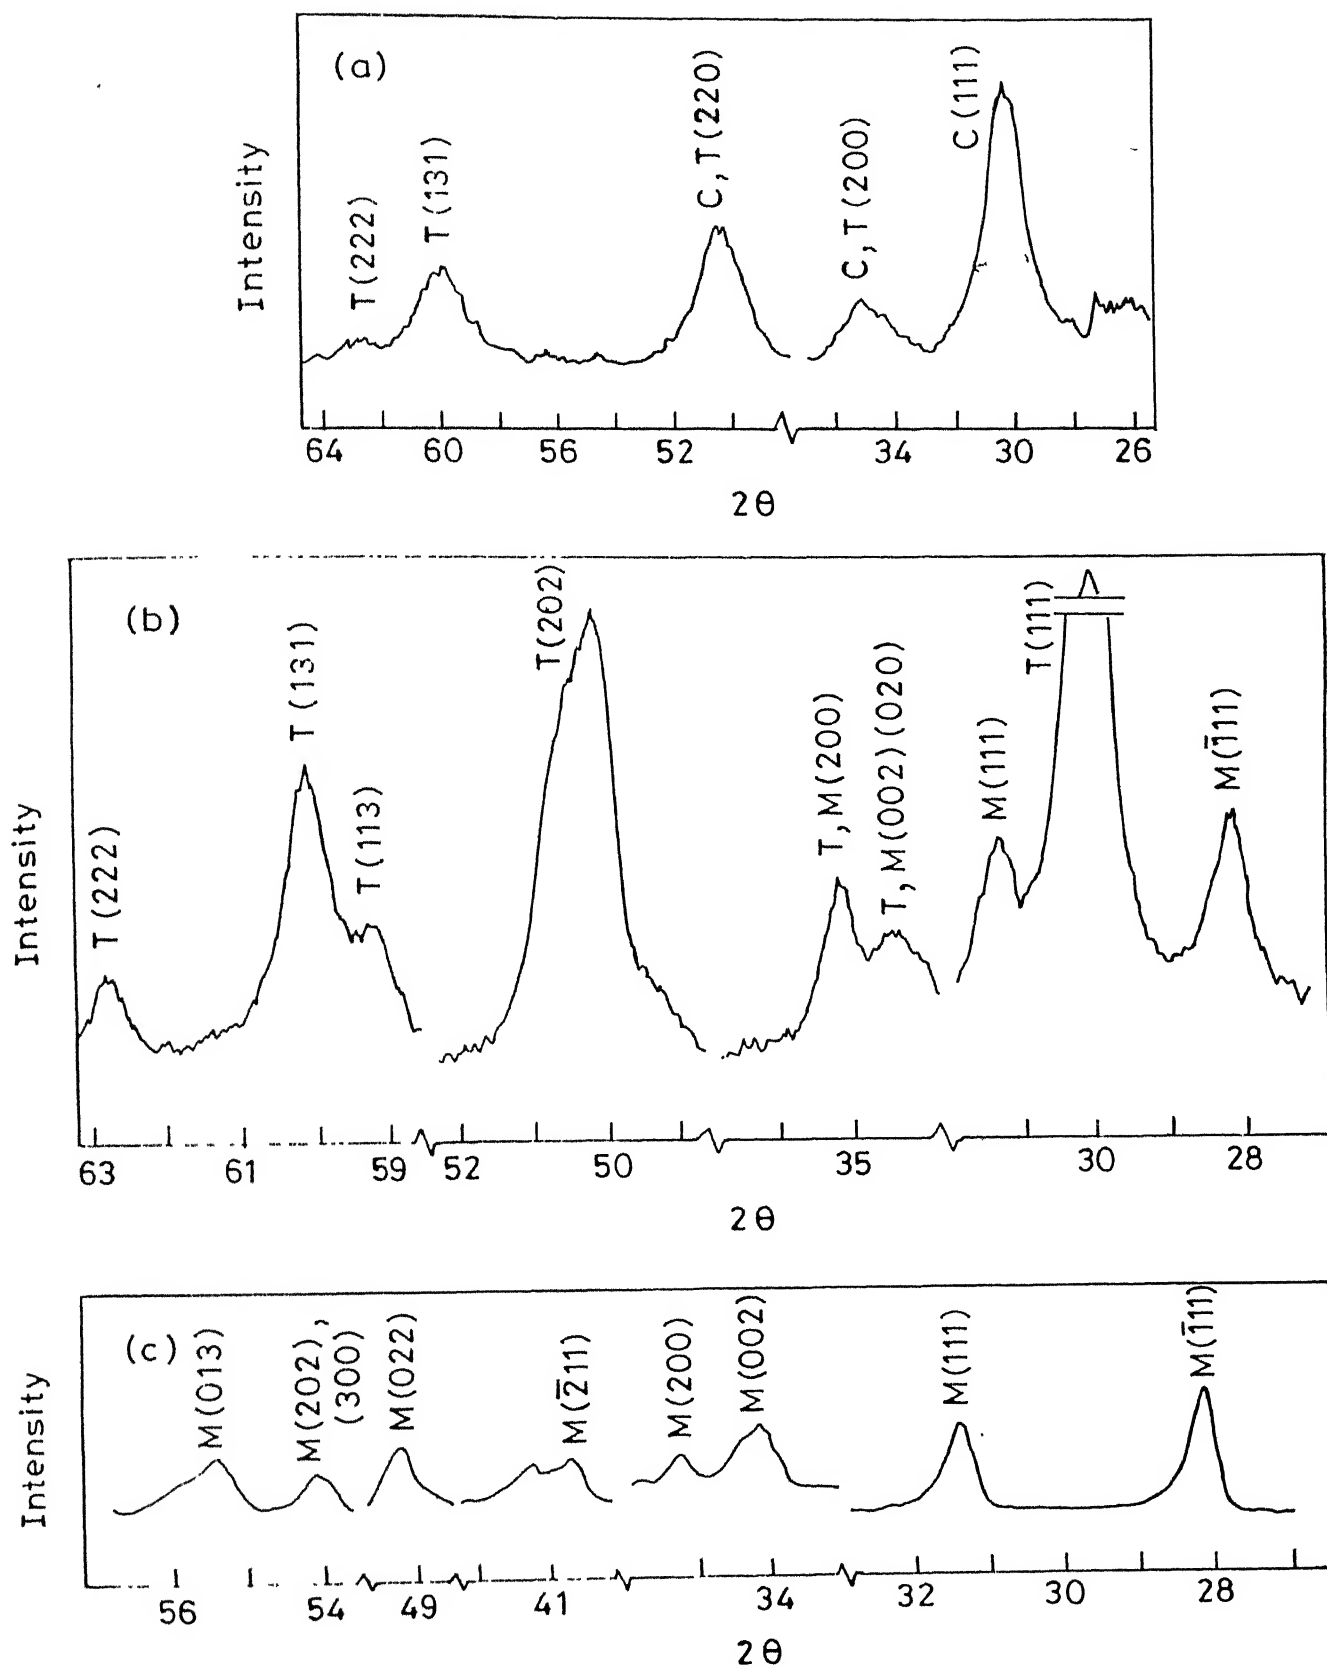 (a)
Intensity
T(222)
T(131)
C,T(220)
C,T(200)
C(111)
64 60 56 52 34 30 26
2θ
(b)
Intensity
T(222)
T(131)
T(113)
T(202)
T,M(200)
T,M(002)(020)
M(111)
T(111)
M(1̅11)
63 61 59 52 50 35 30 28
2θ
(c)
Intensity
M(013)
M(202),
(300)
M(022)
M(2̅11)
M(200)
M(002)
M(111)
M(1̅11)
56 54 49 41 34 32 30 28
2θ